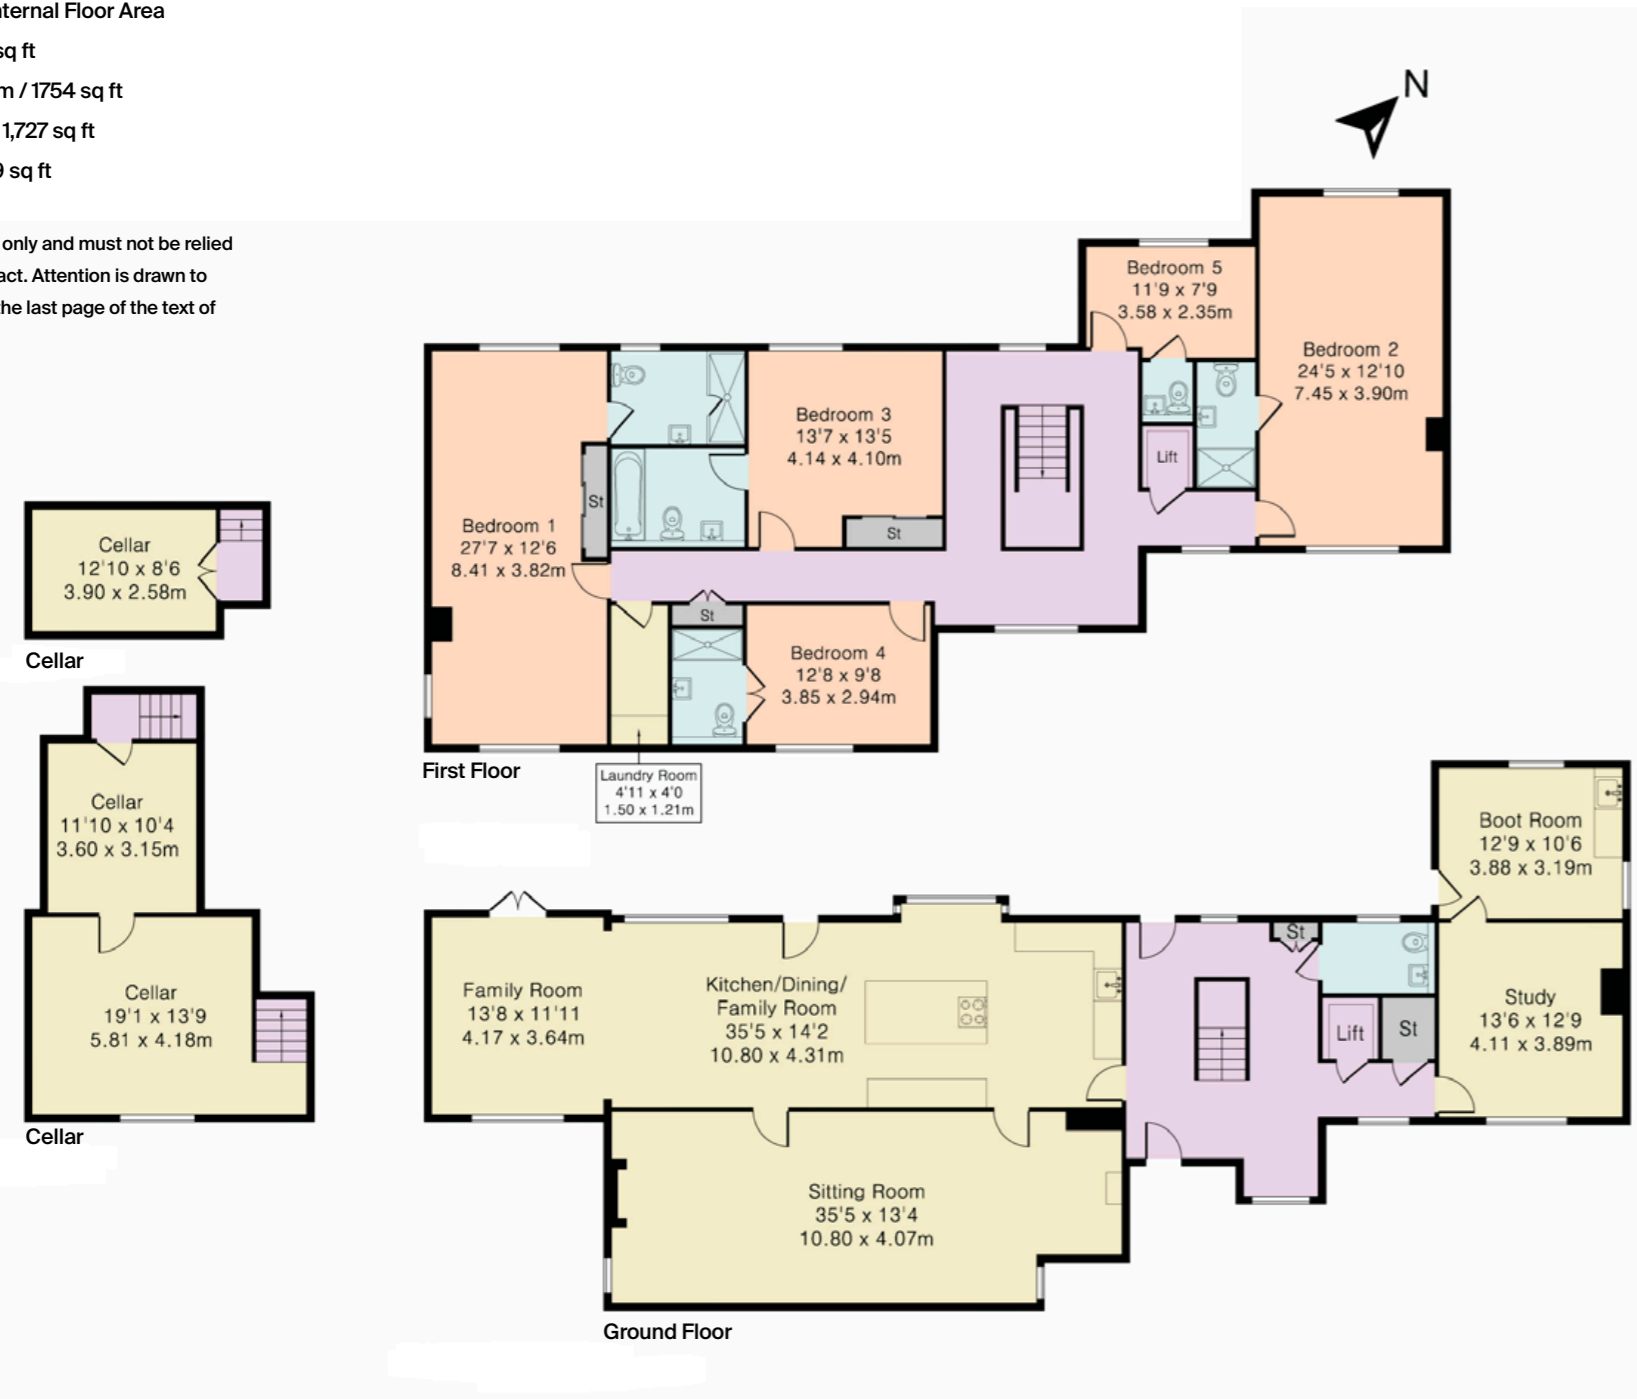 nternal Floor Area
sq ft
m / 1754 sq ft
1,727 sq ft
9 sq ft
only and must not be relied
act. Attention is drawn to
the last page of the text of
N
Bedroom 5
11'9 x 7'9
3.58 x 2.35m
Bedroom 2
24'5 x 12'10
7.45 x 3.90m
Lift
Bedroom 3
13'7 x 13'5
4.14 x 4.10m
St
St
Bedroom 1
27'7 x 12'6
8.41 x 3.82m
St
Bedroom 4
12'8 x 9'8
3.85 x 2.94m
First Floor
Laundry Room
4'11 x 4'0
1.50 x 1.21m
Cellar
12'10 x 8'6
3.90 x 2.58m
Cellar
Cellar
11'10 x 10'4
3.60 x 3.15m
Cellar
19'1 x 13'9
5.81 x 4.18m
Cellar
Boot Room
12'9 x 10'6
3.88 x 3.19m
St
Family Room
13'8 x 11'11
4.17 x 3.64m
Kitchen/Dining/
Family Room
35'5 x 14'2
10.80 x 4.31m
Lift
St
Study
13'6 x 12'9
4.11 x 3.89m
Sitting Room
35'5 x 13'4
10.80 x 4.07m
Ground Floor